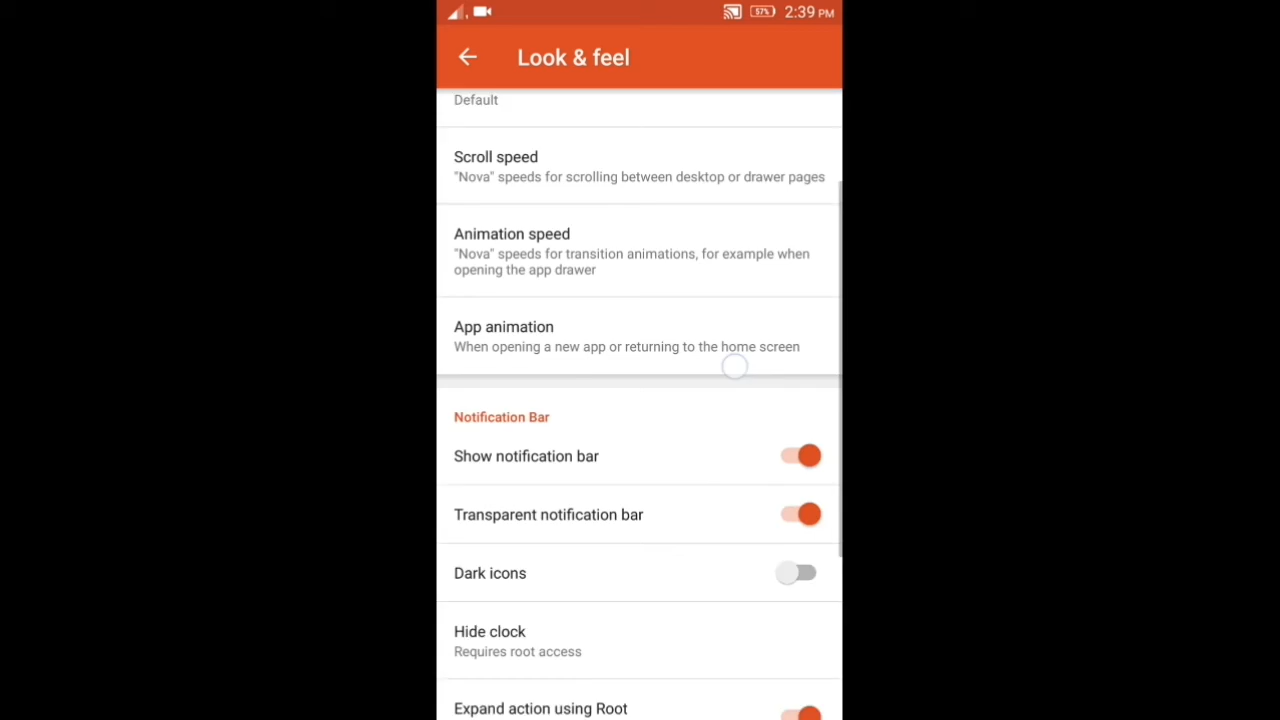 57%
2:39 PM
Look & feel
Default
Scroll speed
"Nova" speeds for scrolling between desktop or drawer pages
Animation speed
"Nova" speeds for transition animations, for example when
opening the app drawer
App animation
When opening a new app or returning to the home screen
Notification Bar
Show notification bar
Transparent notification bar
Dark icons
Hide clock
Requires root access
Expand action using Root